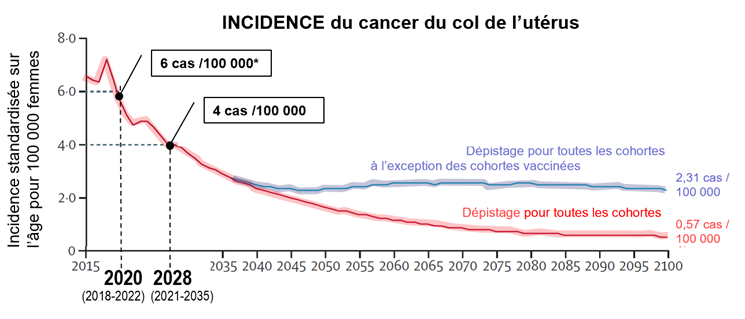 INCIDENCE du cancer du col de l’utérus
Incidence standardisée sur
l’âge pour 100 000 femmes
8·0
6·0
4·0
2·0
0
6 cas /100 000*
4 cas /100 000
Dépistage pour toutes les cohortes
à l’exception des cohortes vaccinées
2,31 cas /
100 000
Dépistage pour toutes les cohortes
0,57 cas /
100 000
2015 2035 2040 2045 2050 2055 2060 2065 2070 2075 2080 2085 2090 2095 2100
2020 2028
(2018-2022) (2021-2035)